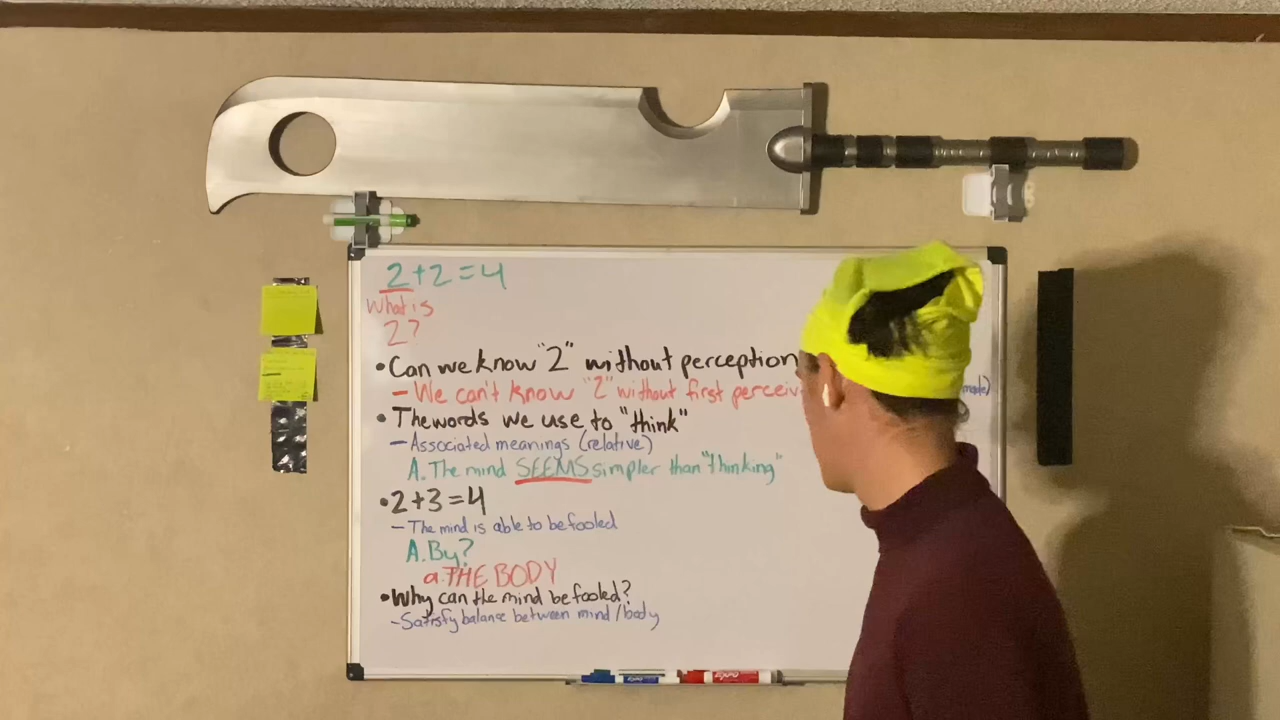 2+2=4
What is
2?
•Can we know "2" without perception
-We can't know "2" without first perceiv
made)
•The words we use to "think"
-Associated meanings (relative)
A. The mind SEEMS simpler than "thinking"
•2+3=4
-The mind is able to be fooled
A. By?
a. THE BODY
•Why can the mind be fooled?
-Satisfy balance between mind/body
EXPO
EXPO